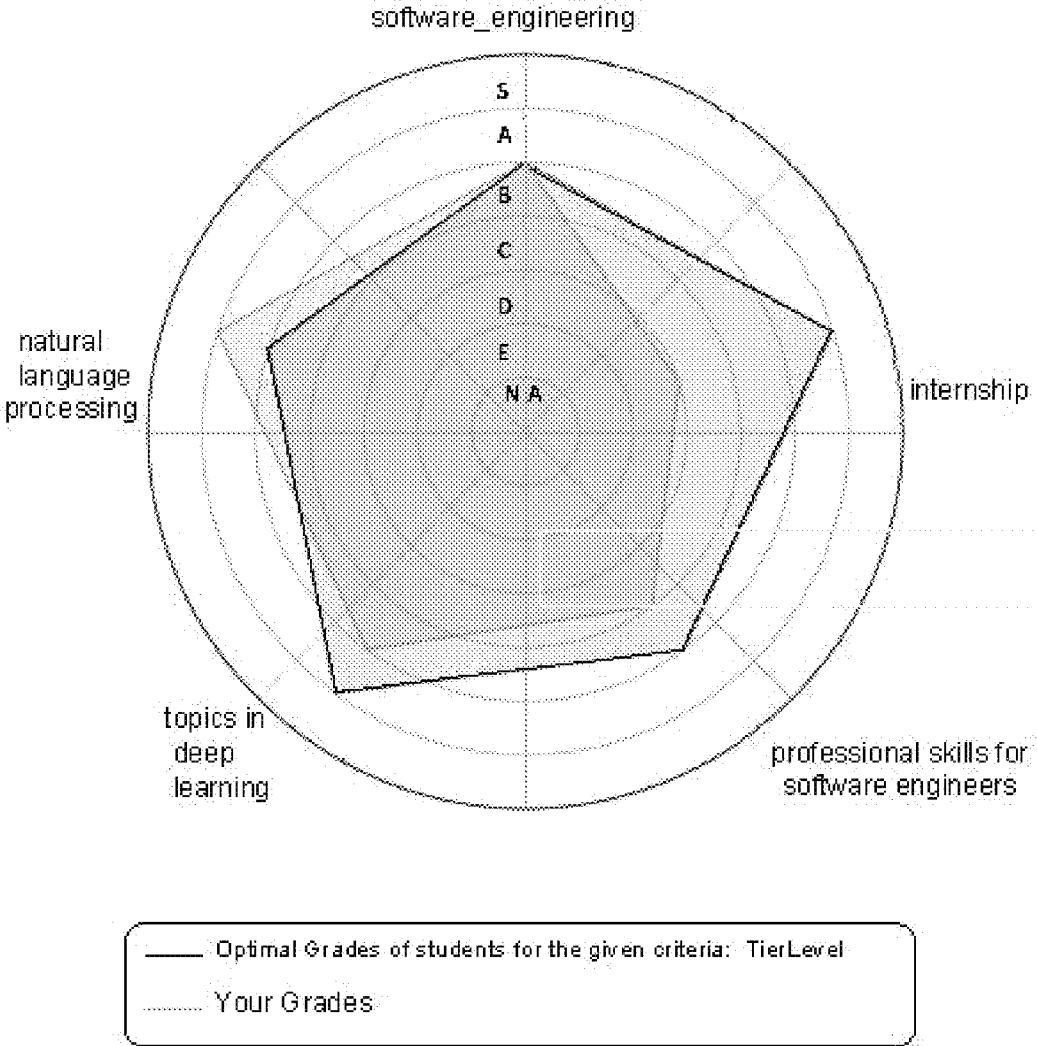 software_engineering
S
A
B
C
D
E
N A
natural
language
processing
internship
topics in
deep
learning
professional skills for
software engineers
Optimal Grades of students for the given criteria: TierLevel
Your Grades